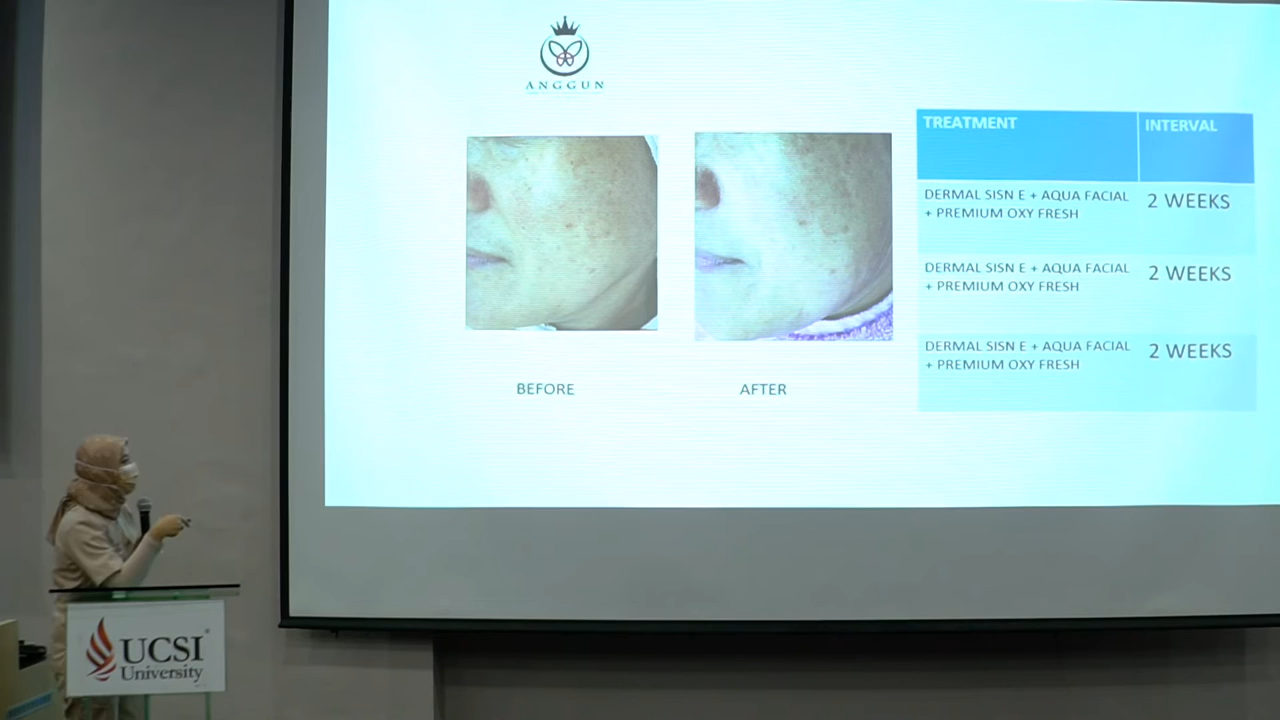 ANGGUN
TREATMENT
INTERVAL
DERMAL SISN E + AQUA FACIAL
+ PREMIUM OXY FRESH
2 WEEKS
DERMAL SISN E + AQUA FACIAL
+ PREMIUM OXY FRESH
2 WEEKS
DERMAL SISN E + AQUA FACIAL
+ PREMIUM OXY FRESH
2 WEEKS
BEFORE
AFTER
UCSI
University